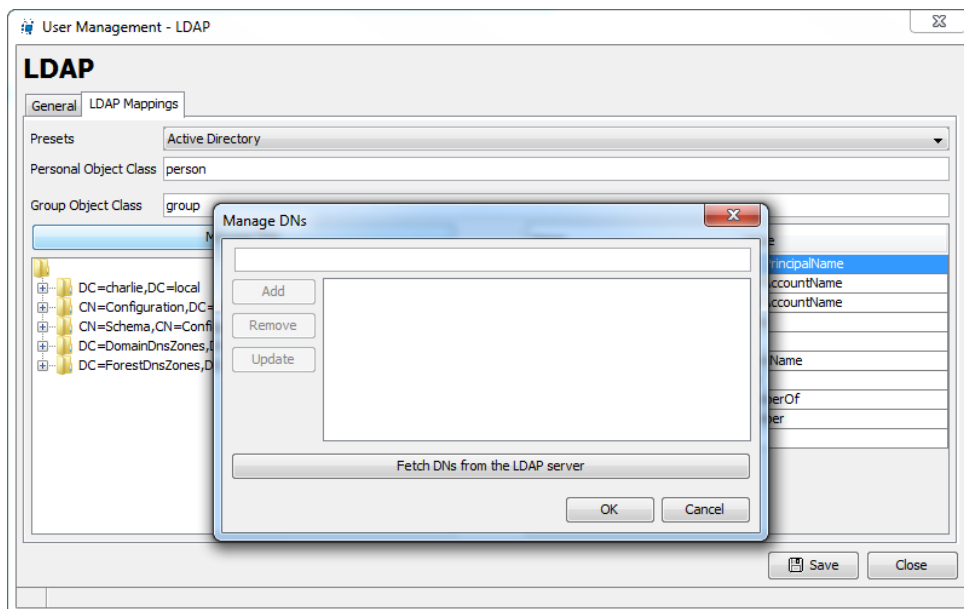 User Management - LDAP
LDAP
General LDAP Mappings
Presets Active Directory
Personal Object Class person
Group Object Class group
Manage DNs
DC=charlie,DC=local
CN=Configuration,DC=
CN=Schema,CN=Confi
DC=DomainDnsZones,D
DC=ForestDnsZones,D
Add
Remove
Update
Fetch DNs from the LDAP server
OK Cancel
rincipalName
ccountName
ccountName
Name
berOf
ber
Save Close